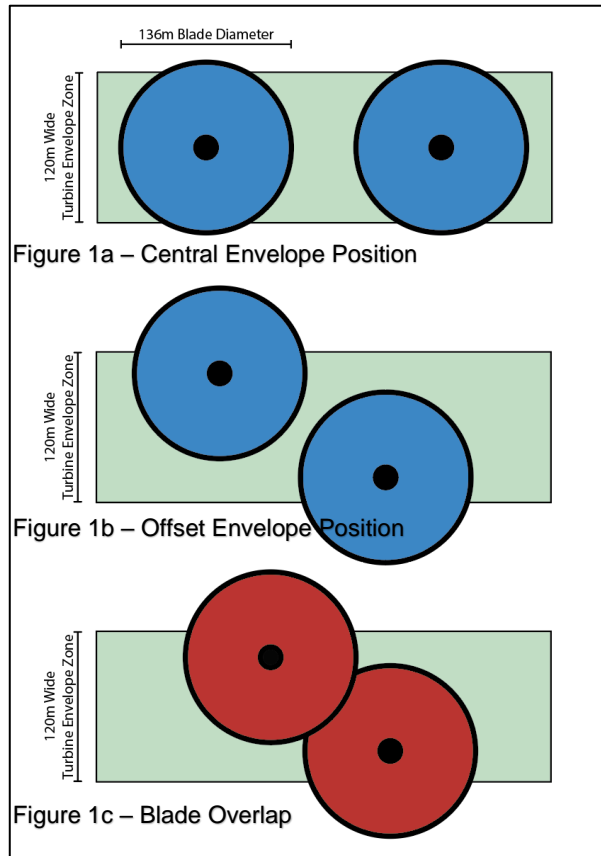 136m Blade Diameter
120m Wide
Turbine Envelope Zone
Figure 1a – Central Envelope Position
120m Wide
Turbine Envelope Zone
Figure 1b – Offset Envelope Position
120m Wide
Turbine Envelope Zone
Figure 1c – Blade Overlap